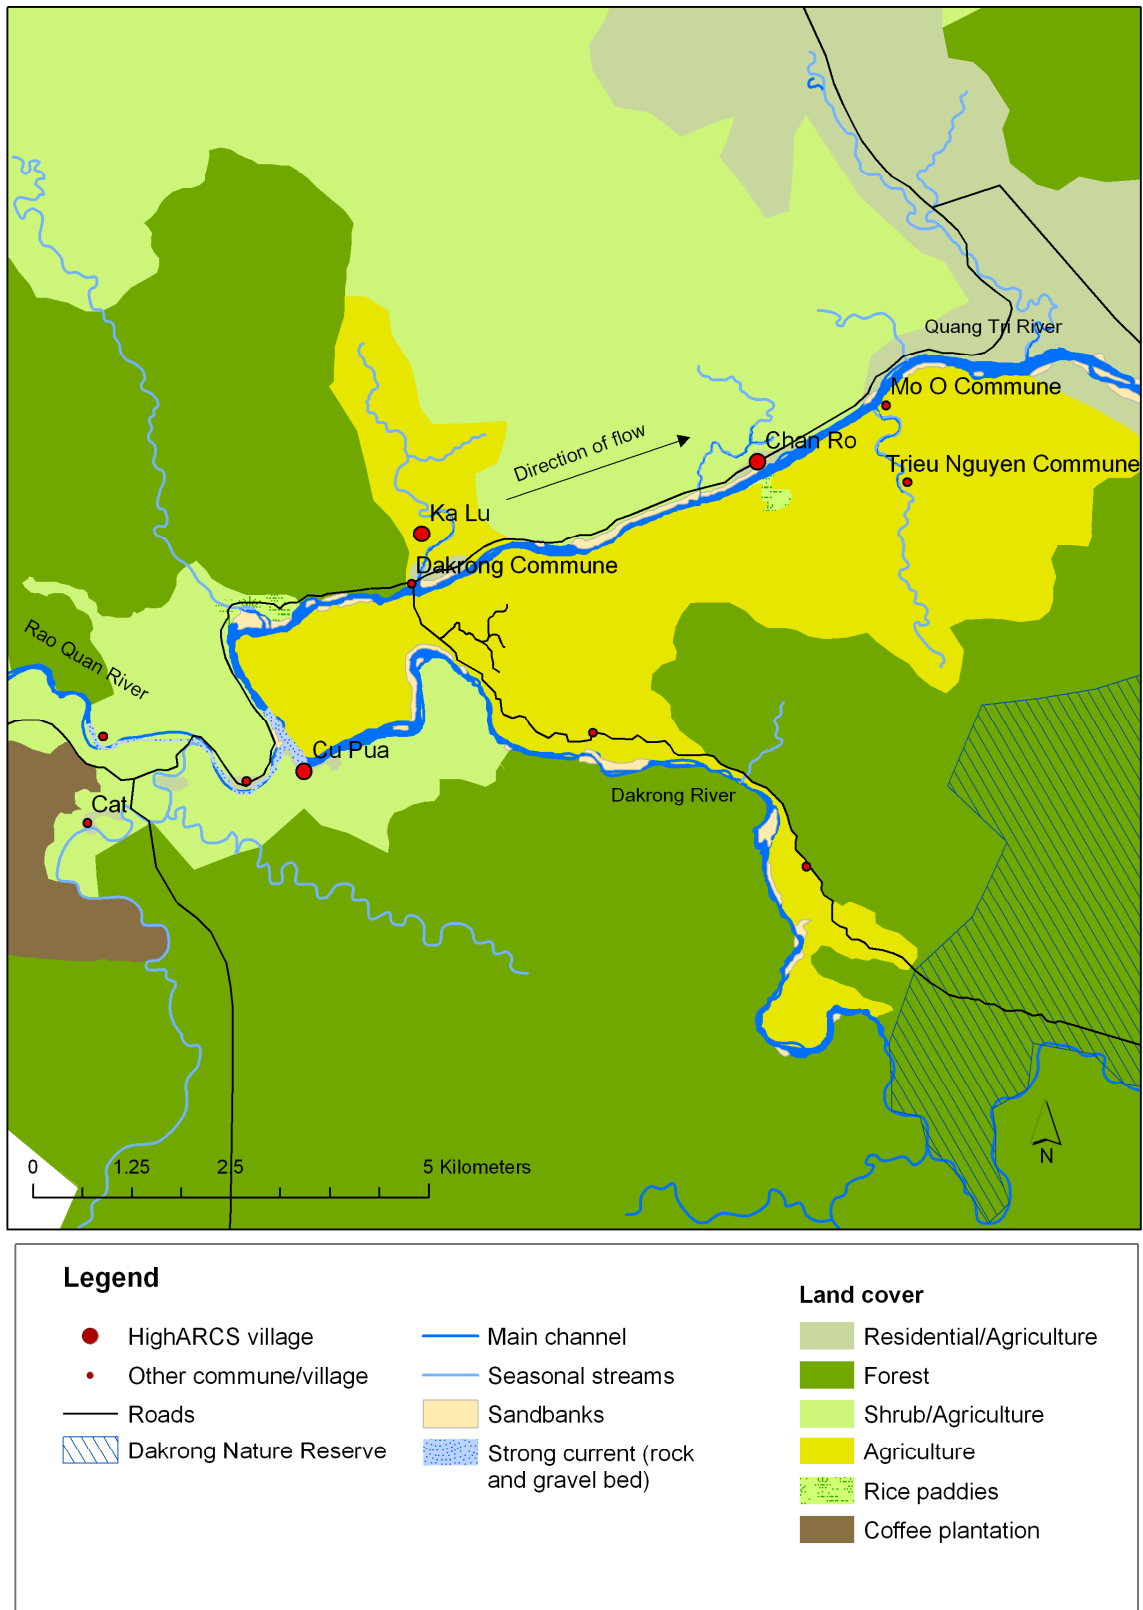 Quang Tri River
Mo O Commune
Direction of flow
Chan Ro
Trieu Nguyen Commune
Ka Lu
Dakrong Commune
Rao Quan River
Cu Pua
Dakrong River
Cat
N
0 1.25 2.5 5 Kilometers
Legend
HighARCS village
Other commune/village
Roads
Dakrong Nature Reserve
Main channel
Seasonal streams
Sandbanks
Strong current (rock
and gravel bed)
Land cover
Residential/Agriculture
Forest
Shrub/Agriculture
Agriculture
Rice paddies
Coffee plantation